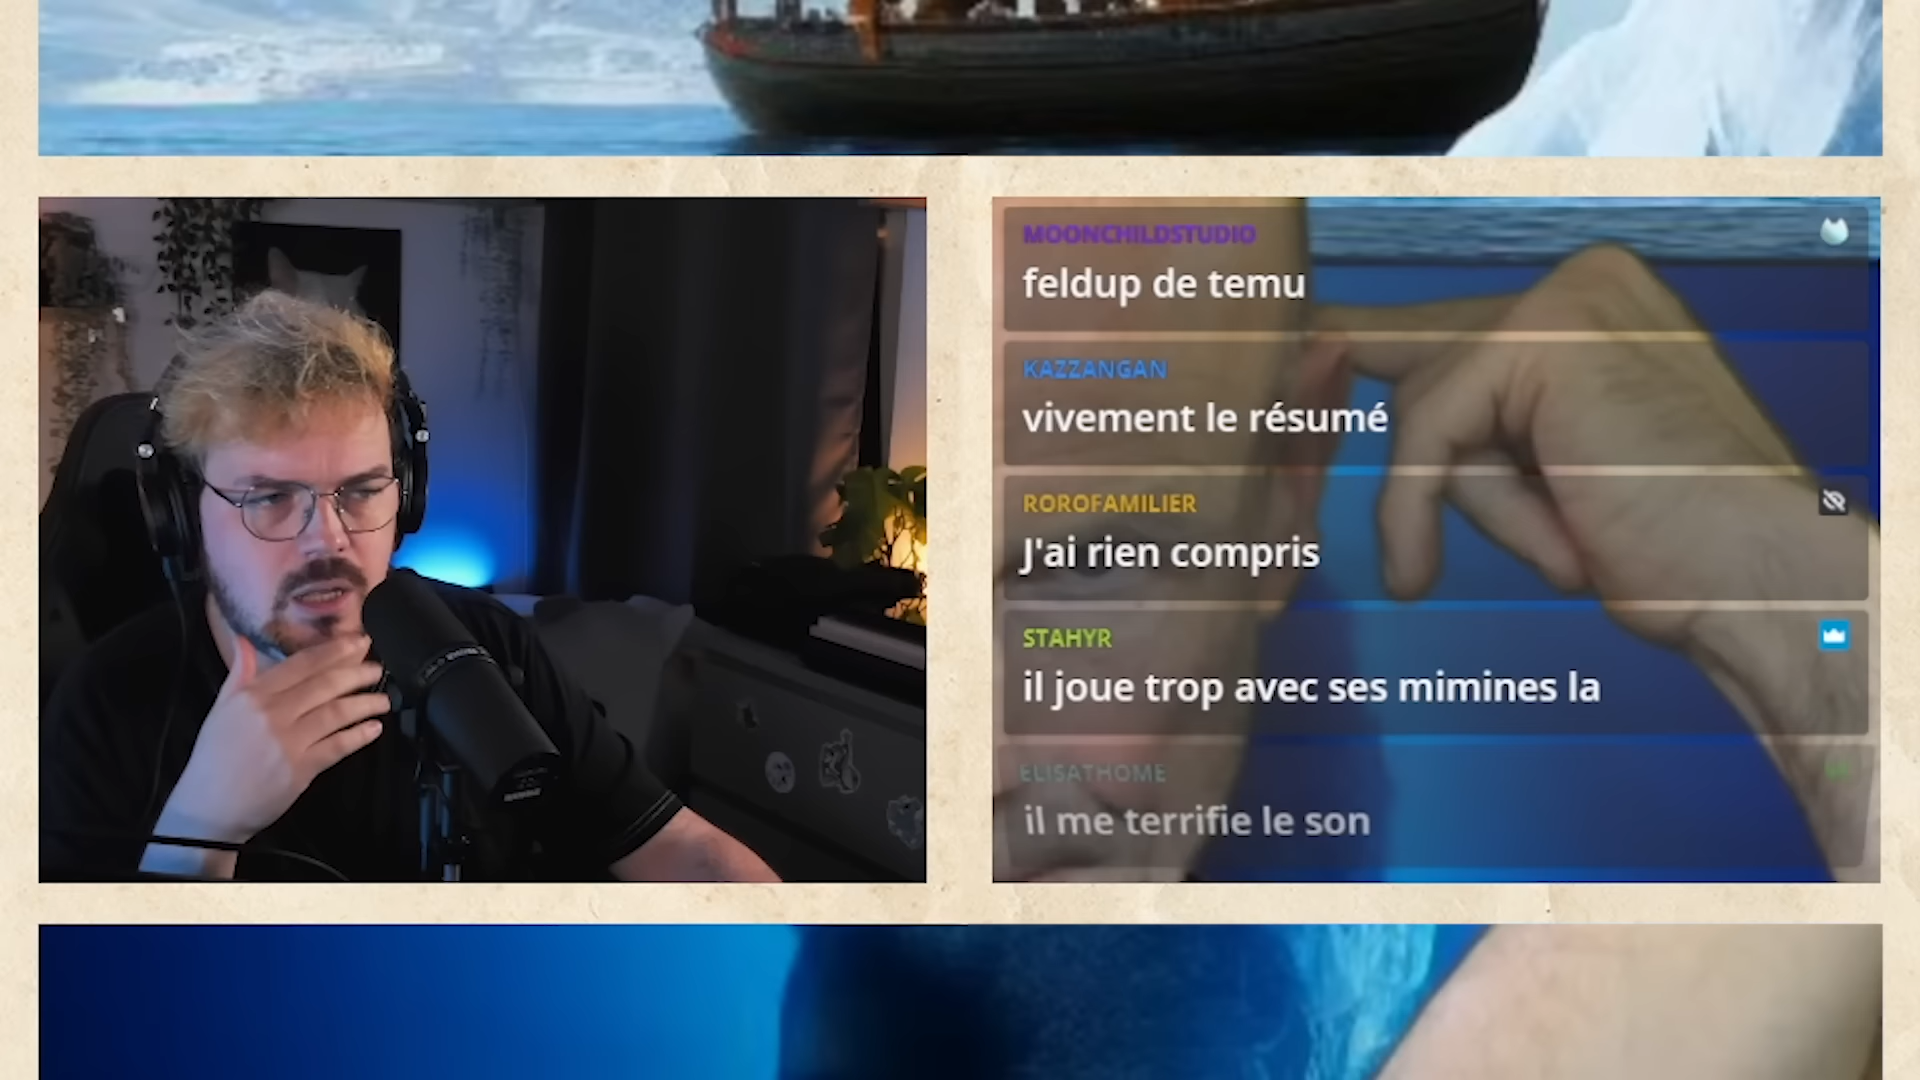 MOONCHILDSTUDIO
feldup de temu
KAZZANGAN
vivement le résumé
ROROFAMILIER
J'ai rien compris
STAHYR
il joue trop avec ses mimines la
ELISATHOME
il me terrifie le son